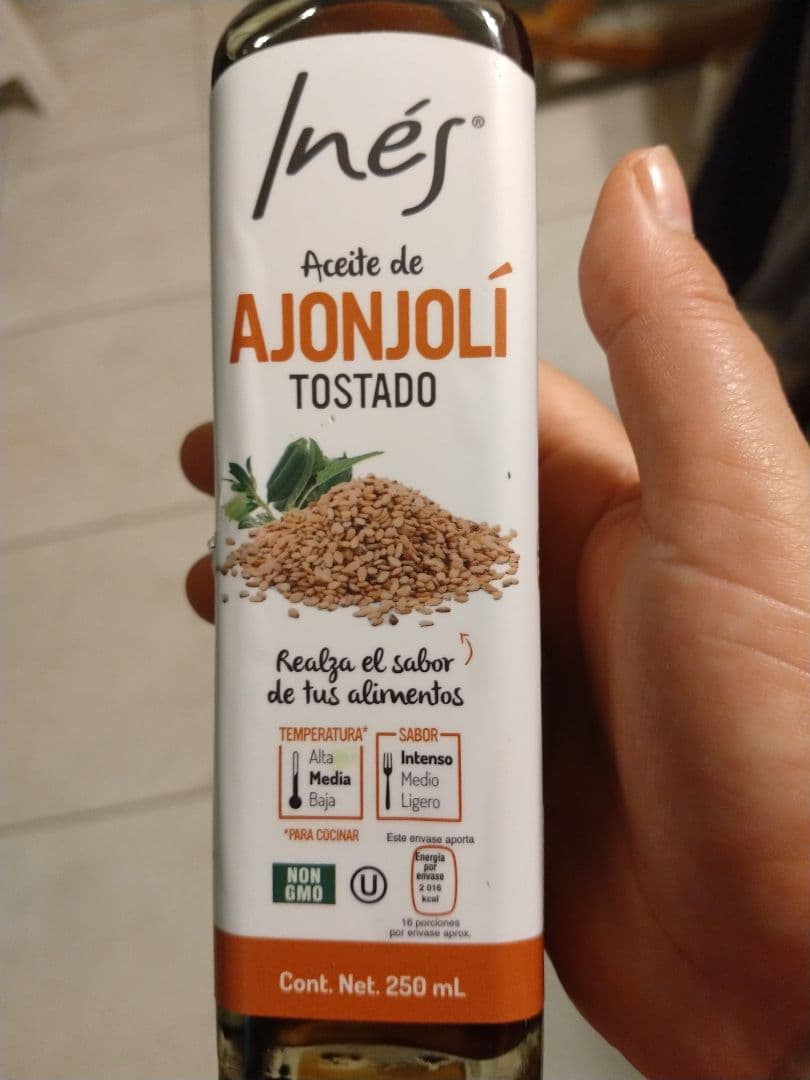 Inés®
Aceite de
AJONJOLÍ
TOSTADO
Realza el sabor
de tus alimentos
TEMPERATURA*
Alta
Media
Baja
SABOR
Intenso
Medio
Ligero
*PARA COCINAR
NON
GMO
U
Este envase aporta
Energía
por
envase
2 016
kcal
16 porciones
por envase aprox.
Cont. Net. 250 mL